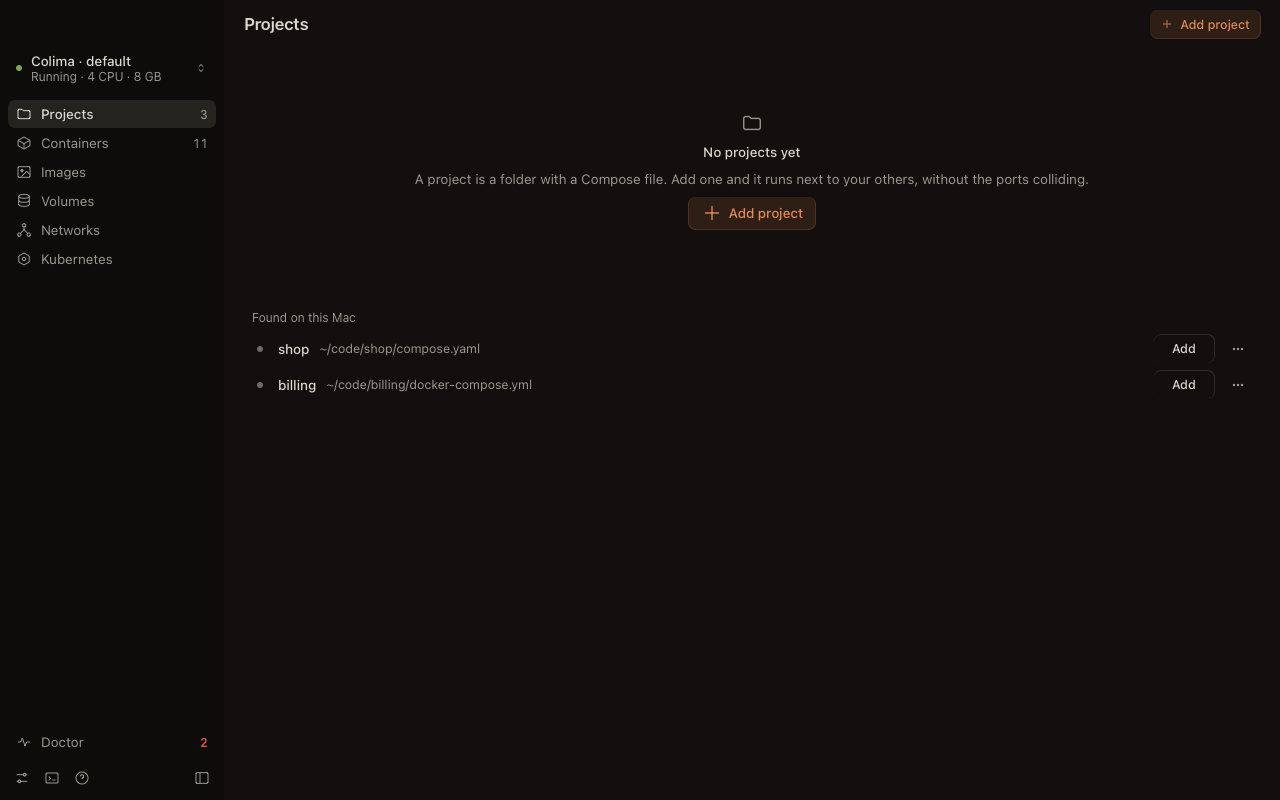 Projects
Add project
Colima · default
Running · 4 CPU · 8 GB
Projects 3
Containers 11
Images
Volumes
Networks
Kubernetes
No projects yet
A project is a folder with a Compose file. Add one and it runs next to your others, without the ports colliding.
Add project
Found on this Mac
shop ~/code/shop/compose.yaml Add
billing ~/code/billing/docker-compose.yml Add
Doctor 2